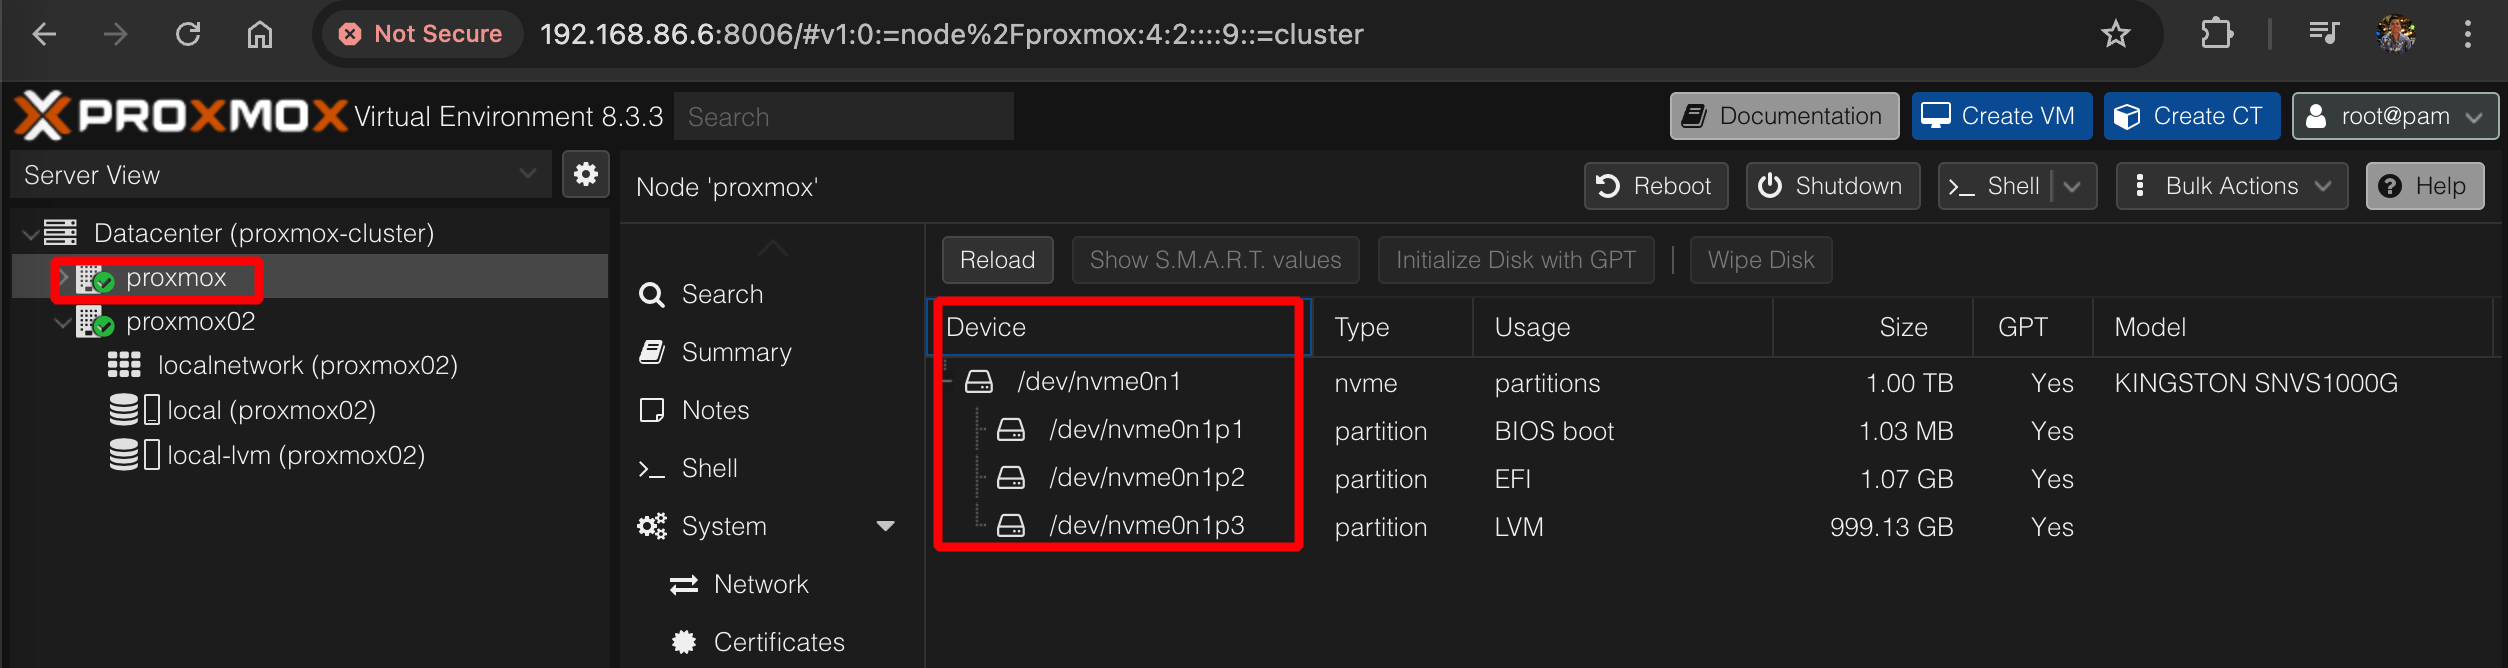 Not Secure 192.168.86.6:8006/#v1:0:=node%2Fproxmox:4:2::::9::=cluster
PROXMOX Virtual Environment 8.3.3 Search Documentation Create VM Create CT root@pam
Server View
Node 'proxmox' Reboot Shutdown Shell Bulk Actions Help
Datacenter (proxmox-cluster)
proxmox
proxmox02
localnetwork (proxmox02)
local (proxmox02)
local-lvm (proxmox02)
Search
Summary
Notes
Shell
System
Network
Certificates
Reload Show S.M.A.R.T. values Initialize Disk with GPT Wipe Disk
Device Type Usage Size GPT Model
/dev/nvme0n1 nvme partitions 1.00 TB Yes KINGSTON SNVS1000G
/dev/nvme0n1p1 partition BIOS boot 1.03 MB Yes
/dev/nvme0n1p2 partition EFI 1.07 GB Yes
/dev/nvme0n1p3 partition LVM 999.13 GB Yes